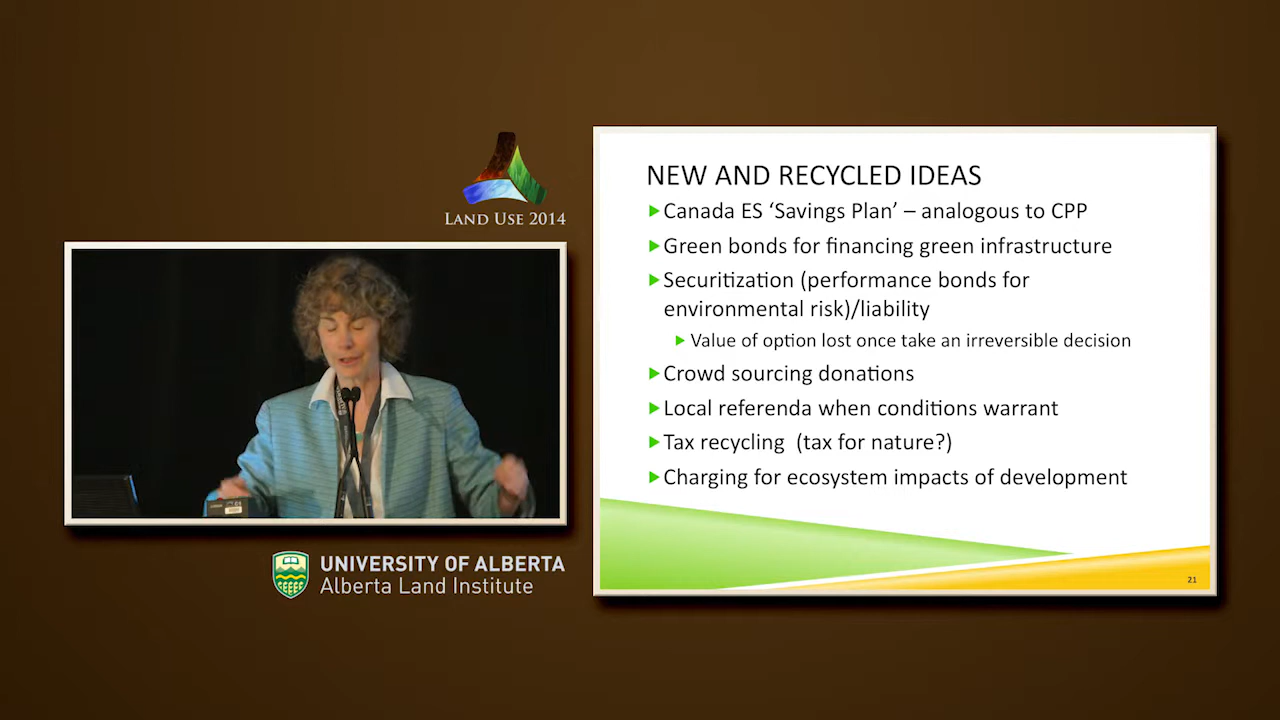 LAND USE 2014
UNIVERSITY OF ALBERTA
Alberta Land Institute
NEW AND RECYCLED IDEAS
Canada ES ‘Savings Plan’ – analogous to CPP
Green bonds for financing green infrastructure
Securitization (performance bonds for
environmental risk)/liability
Value of option lost once take an irreversible decision
Crowd sourcing donations
Local referenda when conditions warrant
Tax recycling (tax for nature?)
Charging for ecosystem impacts of development
21